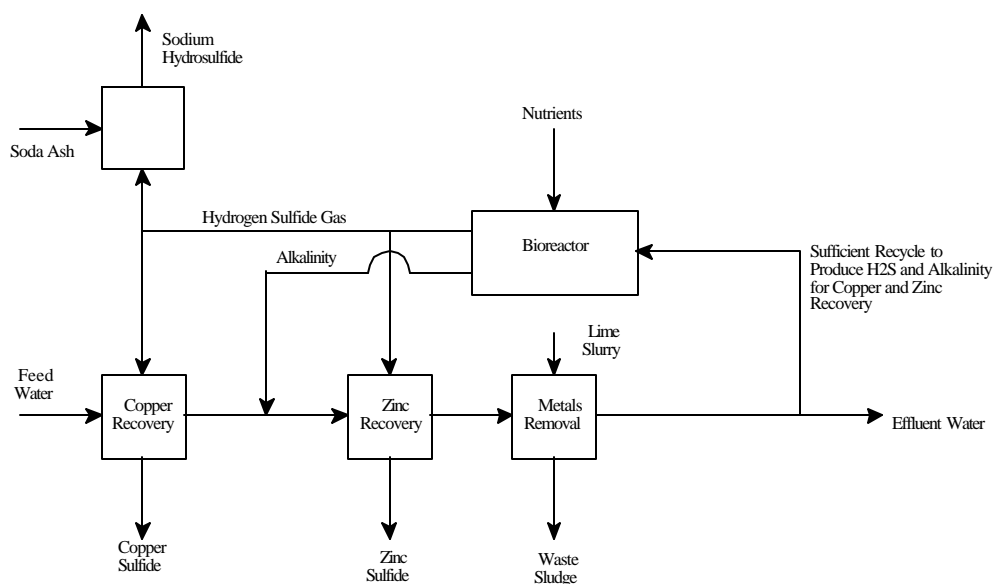 Sodium
Hydrosulfide
Soda Ash
Nutrients
Hydrogen Sulfide Gas
Bioreactor
Alkalinity
Sufficient Recycle to
Produce H2S and Alkalinity
for Copper and Zinc
Recovery
Lime
Slurry
Feed
Water
Copper
Recovery
Zinc
Recovery
Metals
Removal
Effluent Water
Copper
Sulfide
Zinc
Sulfide
Waste
Sludge